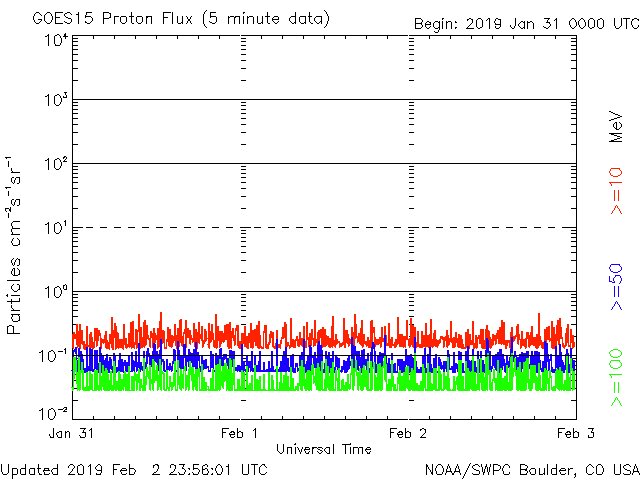 GOES15 Proton Flux (5 minute data)
Begin: 2019 Jan 31 0000 UTC
Particles cm⁻²s⁻¹sr⁻¹
10⁴
10³
10²
10¹
10⁰
10⁻¹
10⁻²
Jan 31
Feb 1
Feb 2
Feb 3
Universal Time
MeV
>=10
>=50
>=100
Updated 2019 Feb 2 23:56:01 UTC
NOAA/SWPC Boulder, CO USA